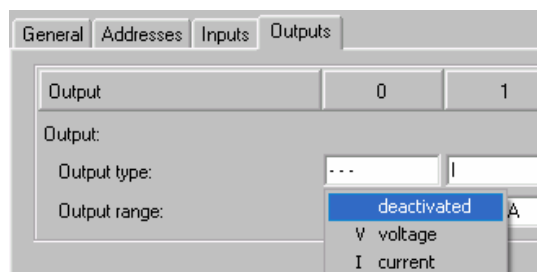 General Addresses Inputs Outputs
Output 0 1
Output:
Output type: --- I
Output range: A
deactivated
V voltage
I current